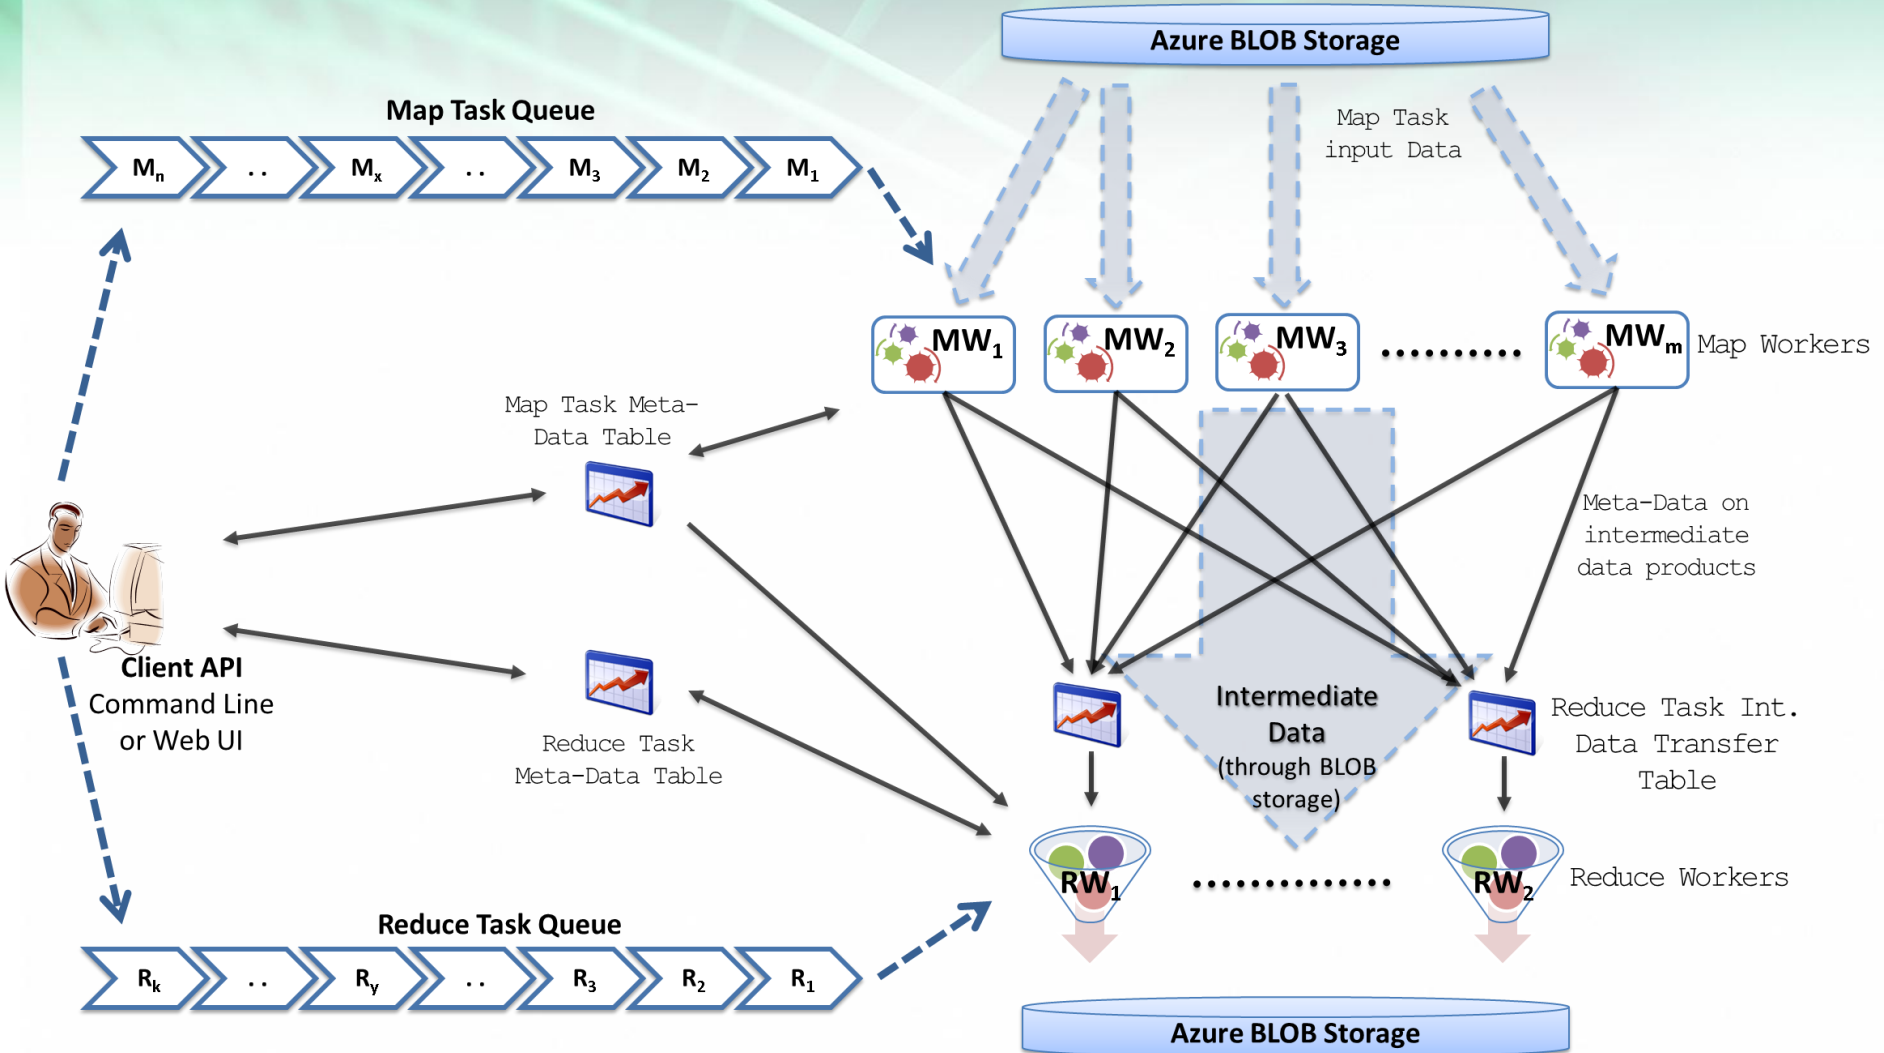 Azure BLOB Storage
Map Task Queue
Mn
. .
Mx
. .
M3
M2
M1
Map Task
input Data
MW1
MW2
MW3
MWm
Map Workers
Map Task Meta-
Data Table
Meta-Data on
intermediate
data products
Client API
Command Line
or Web UI
Reduce Task
Meta-Data Table
Intermediate
Data
(through BLOB
storage)
Reduce Task Int.
Data Transfer
Table
RW1
RW2
Reduce Workers
Reduce Task Queue
Rk
. .
Ry
. .
R3
R2
R1
Azure BLOB Storage